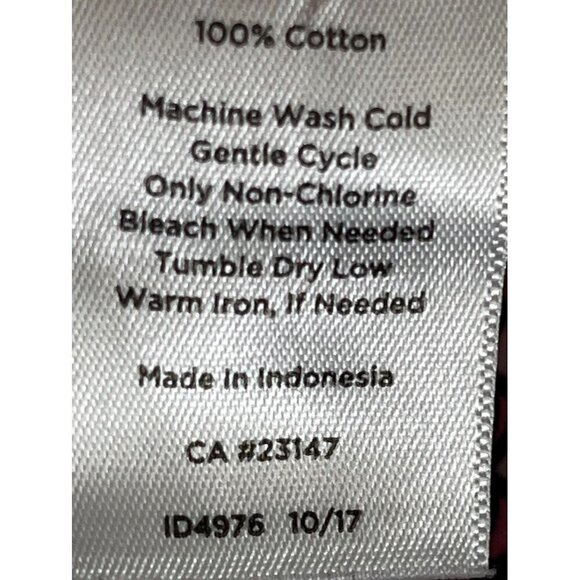 100% Cotton
Machine Wash Cold
Gentle Cycle
Only Non-Chlorine
Bleach When Needed
Tumble Dry Low
Warm Iron, If Needed
Made In Indonesia
CA #23147
ID4976 10/17